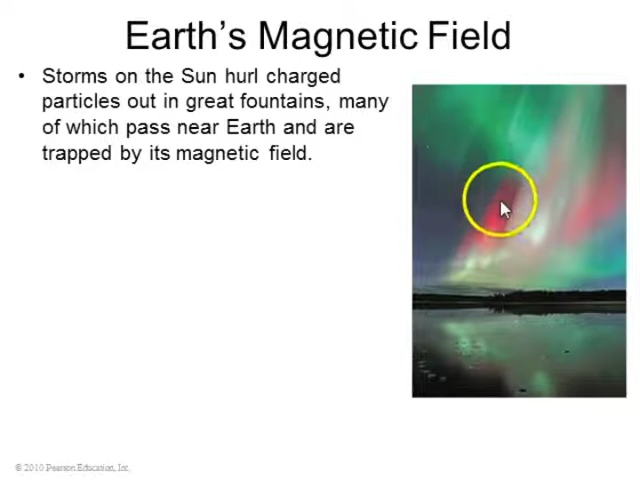 Earth’s Magnetic Field
• Storms on the Sun hurl charged
particles out in great fountains, many
of which pass near Earth and are
trapped by its magnetic field.
© 2010 Pearson Education, Inc.